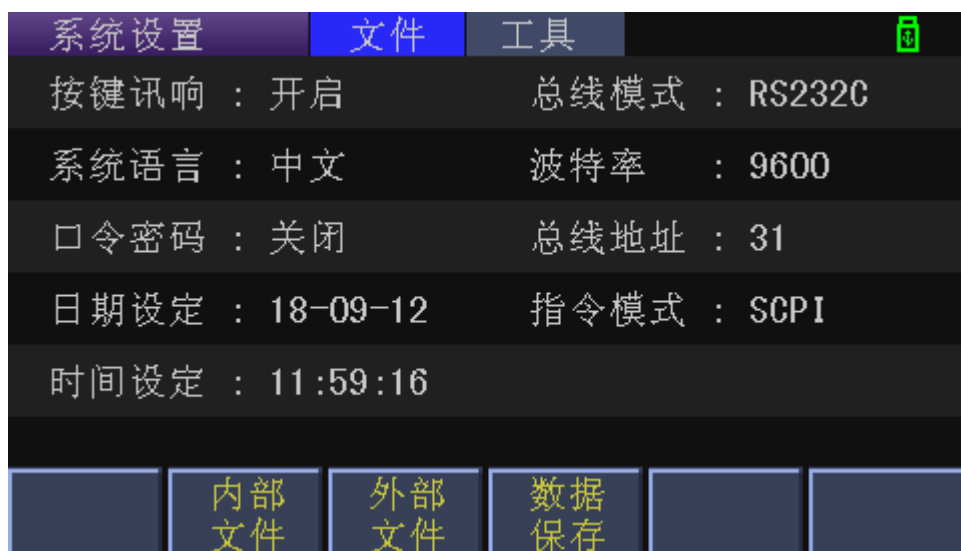 系统设置 文件 工具
按键讯响 : 开启 总线模式 : RS232C
系统语言 : 中文 波特率 : 9600
口令密码 : 关闭 总线地址 : 31
日期设定 : 18-09-12 指令模式 : SCPI
时间设定 : 11:59:16
内部文件 外部文件 数据保存